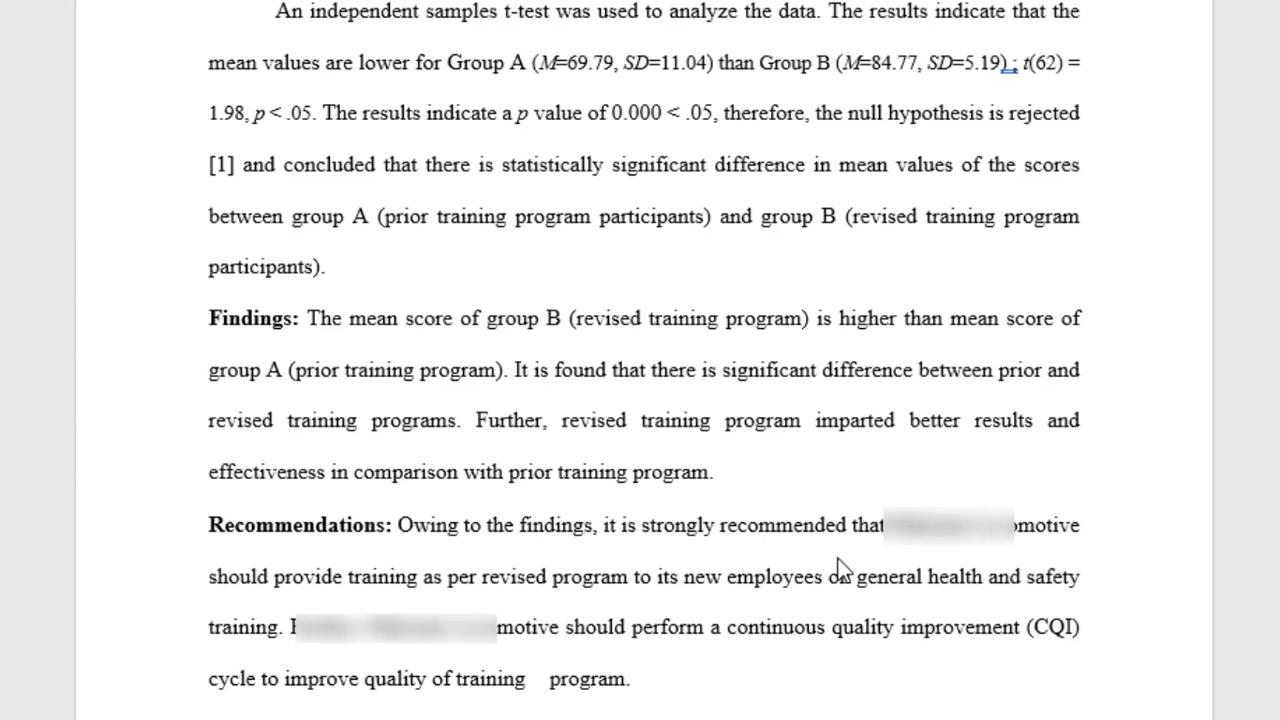 An independent samples t-test was used to analyze the data. The results indicate that the
mean values are lower for Group A (M=69.79, SD=11.04) than Group B (M=84.77, SD=5.19) ; t(62) =
1.98, p < .05. The results indicate a p value of 0.000 < .05, therefore, the null hypothesis is rejected
[1] and concluded that there is statistically significant difference in mean values of the scores
between group A (prior training program participants) and group B (revised training program
participants).
Findings: The mean score of group B (revised training program) is higher than mean score of
group A (prior training program). It is found that there is significant difference between prior and
revised training programs. Further, revised training program imparted better results and
effectiveness in comparison with prior training program.
Recommendations: Owing to the findings, it is strongly recommended that motive
should provide training as per revised program to its new employees general health and safety
training. motive should perform a continuous quality improvement (CQI)
cycle to improve quality of training program.